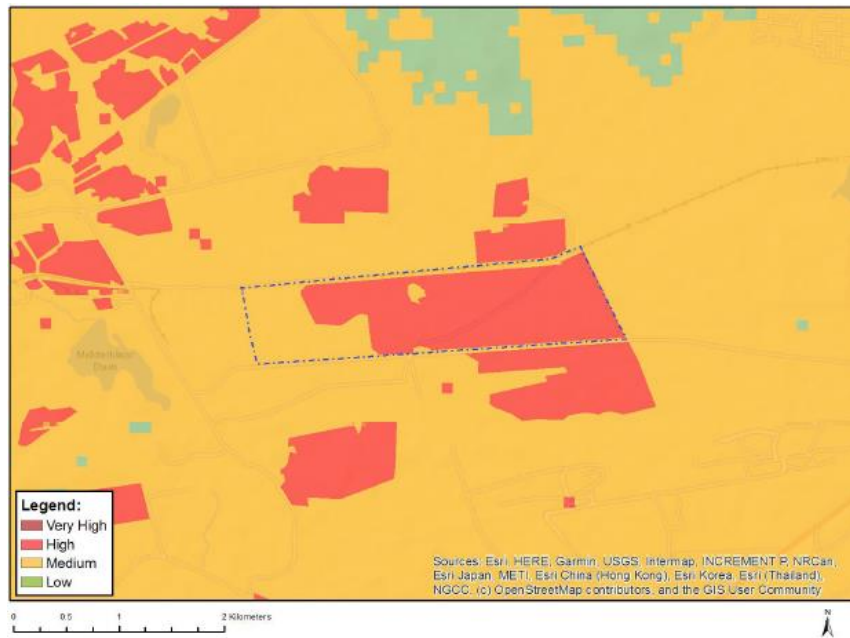 Middelvlei
Dam
Legend:
Very High
High
Medium
Low
Sources: Esri, HERE, Garmin, USGS, Intermap, INCREMENT P, NRCan,
Esri Japan, METI, Esri China (Hong Kong), Esri Korea, Esri (Thailand),
NGCC, (c) OpenStreetMap contributors, and the GIS User Community
0 0.5 1 2 Kilometers
N